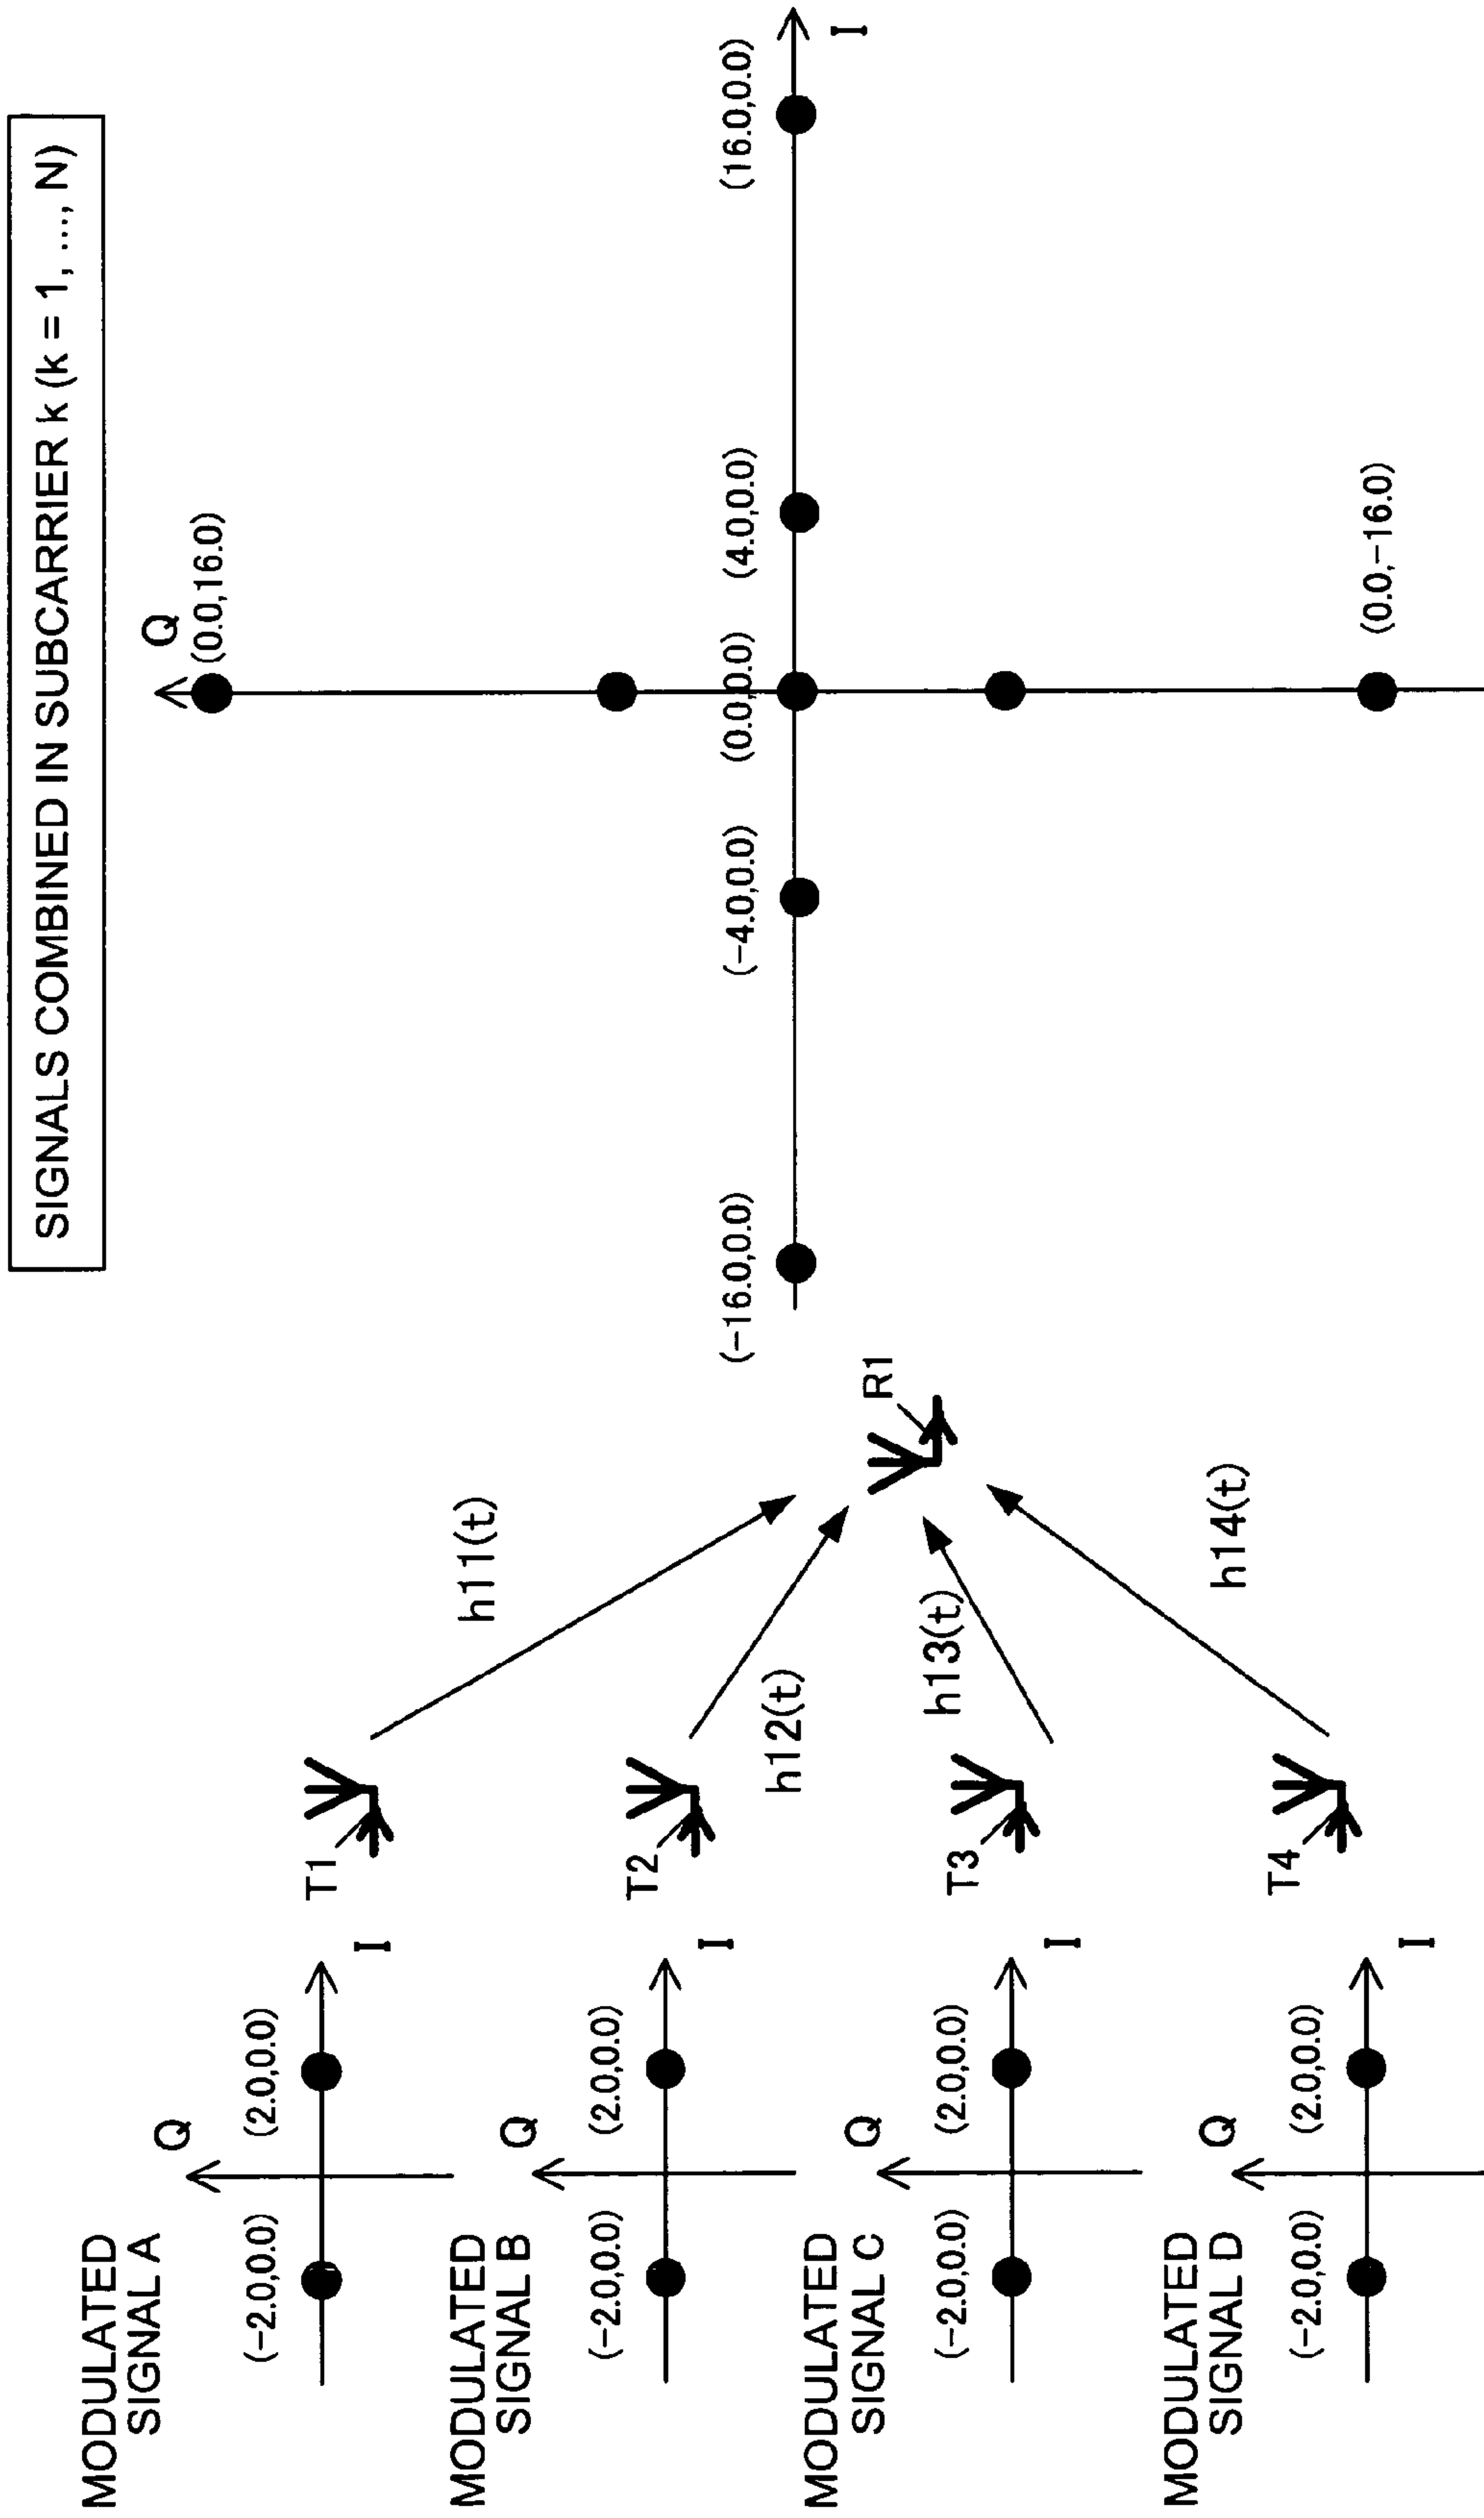 MODULATED
SIGNAL A
Q
(-2.0,0.0)
(2.0,0.0)
I
MODULATED
SIGNAL B
Q
(-2.0,0.0)
(2.0,0.0)
I
MODULATED
SIGNAL C
Q
(-2.0,0.0)
(2.0,0.0)
I
MODULATED
SIGNAL D
Q
(-2.0,0.0)
(2.0,0.0)
I
T1
T2
T3
T4
h11(t)
h12(t)
h13(t)
h14(t)
R1
SIGNALS COMBINED IN SUBCARRIER k (k = 1, ..., N)
Q
(0.0,16.0)
(-16.0,0.0)
(-4.0,0.0)
(0.0,0.0)
(4.0,0.0)
(16.0,0.0)
I
(0.0,-16.0)